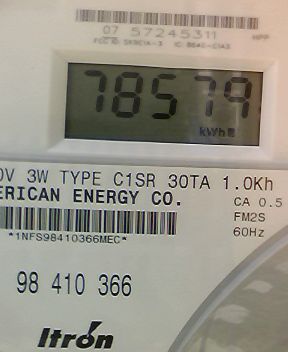 07 57245311
HPP
78579
kWh
0V 3W TYPE C1SR 30TA 1.0Kh
ERICAN ENERGY CO.
CA 0.5
FM2S
60Hz
*1NFS98410366MEC*
98 410 366
Itron